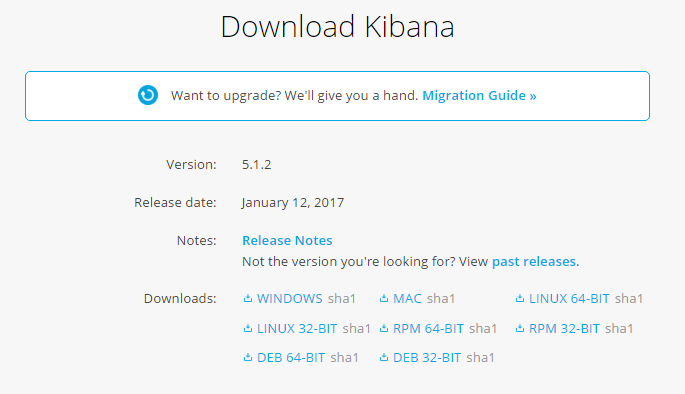 Download Kibana
Want to upgrade? We'll give you a hand. Migration Guide »
Version: 5.1.2
Release date: January 12, 2017
Notes: Release Notes
Not the version you're looking for? View past releases.
Downloads: WINDOWS sha1 MAC sha1 LINUX 64-BIT sha1
LINUX 32-BIT sha1 RPM 64-BIT sha1 RPM 32-BIT sha1
DEB 64-BIT sha1 DEB 32-BIT sha1